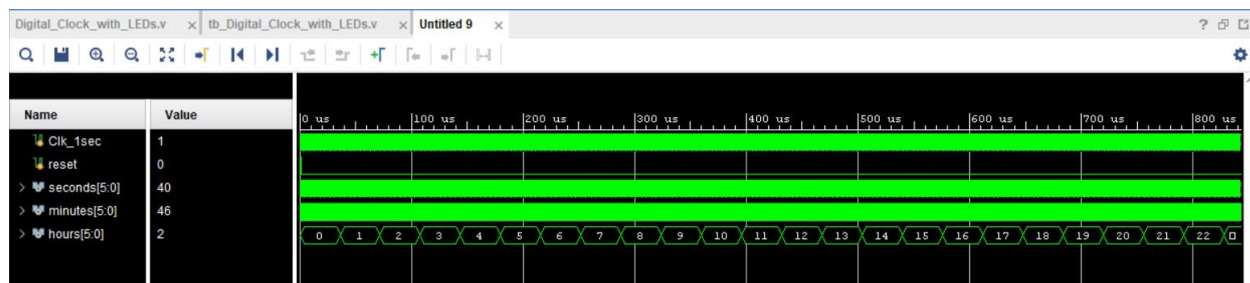 Digital_Clock_with_LEDs.v × tb_Digital_Clock_with_LEDs.v × Untitled 9 × ?
Name Value 0 us 100 us 200 us 300 us 400 us 500 us 600 us 700 us 800 us
Clk_1sec 1
reset 0
> seconds[5:0] 40
> minutes[5:0] 46
> hours[5:0] 2 0 1 2 3 4 5 6 7 8 9 10 11 12 13 14 15 16 17 18 19 20 21 22